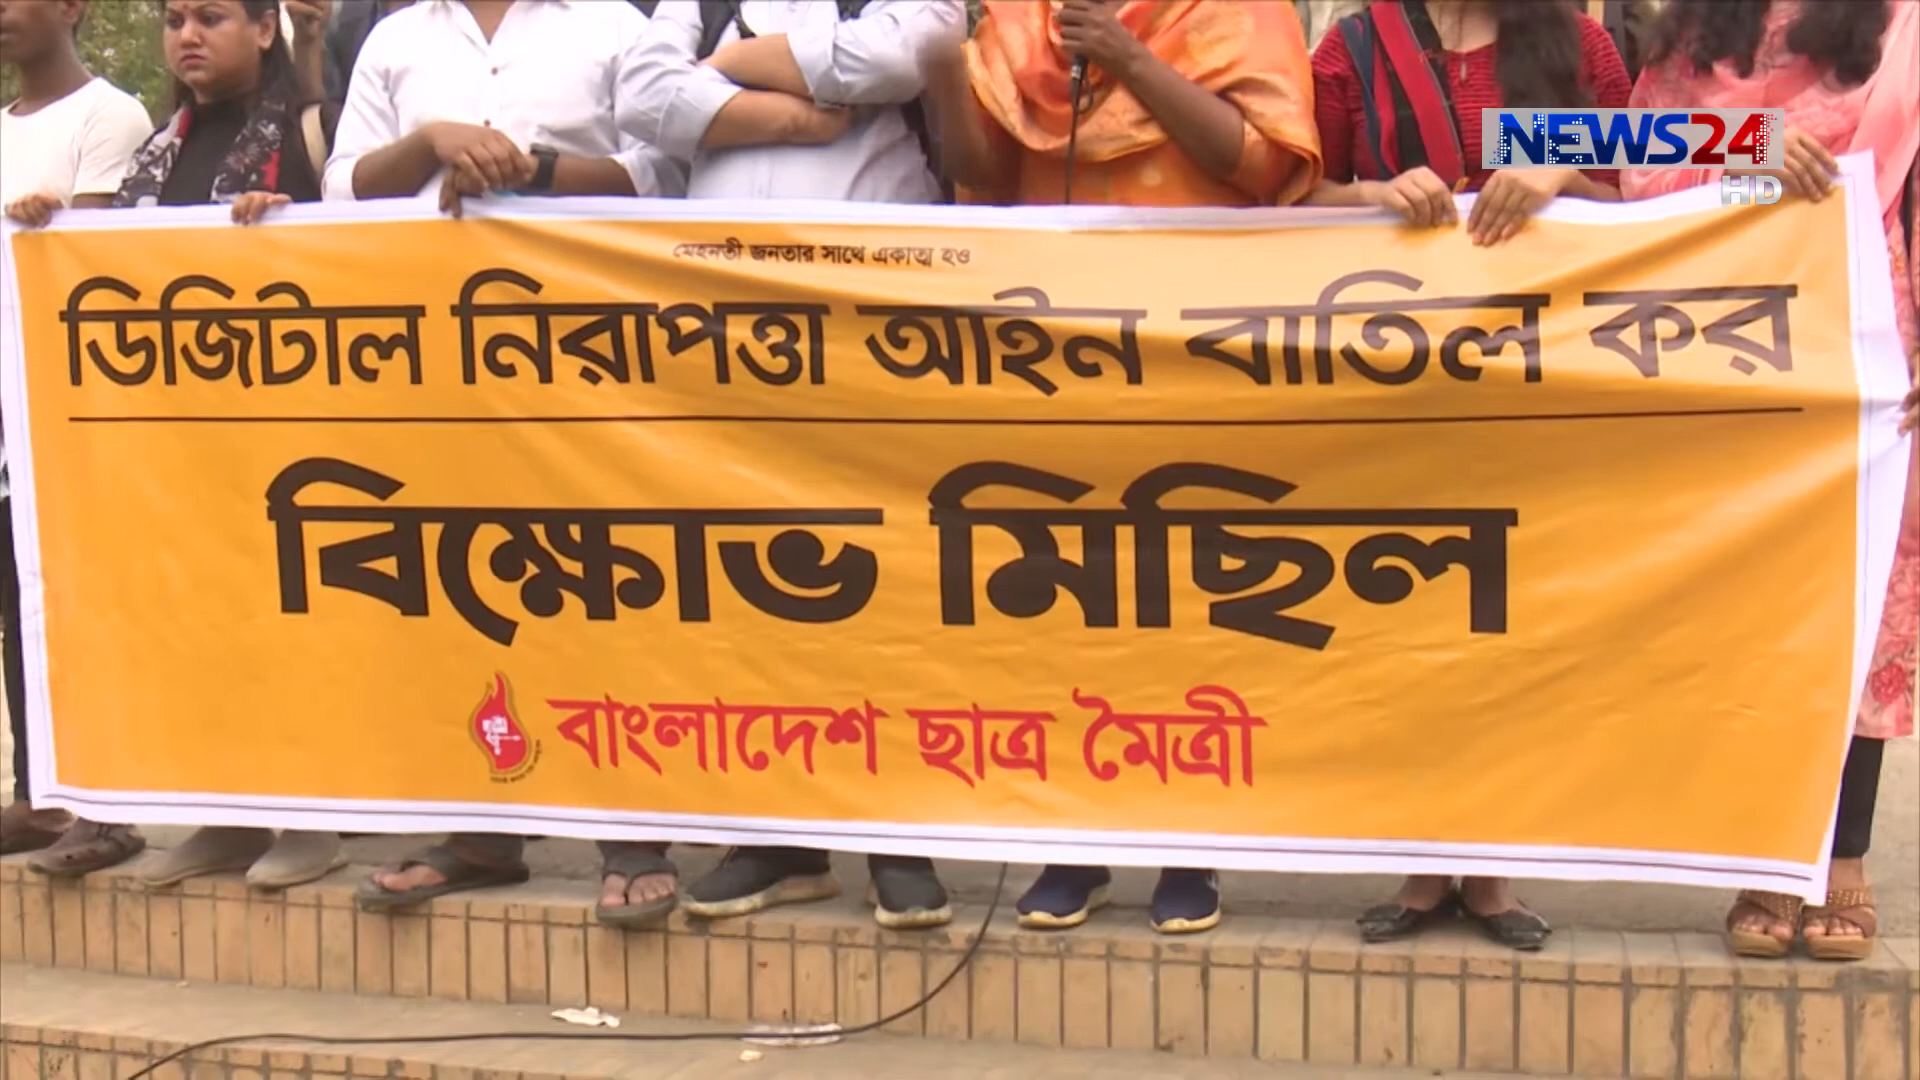 NEWS24
HD
মেহনতী জনতার সাথে একাত্ম হও
ডিজিটাল নিরাপত্তা আইন বাতিল কর
বিক্ষোভ মিছিল
বাংলাদেশ ছাত্র মৈত্রী